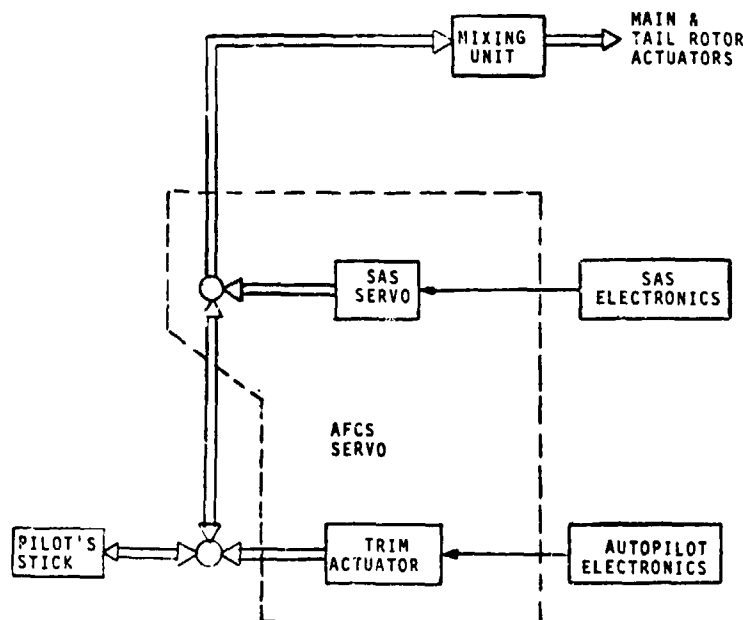 MIXING
UNIT
MAIN &
TAIL ROTOR
ACTUATORS
SAS
SERVO
SAS
ELECTRONICS
AFCS
SERVO
PILOT'S
STICK
TRIM
ACTUATOR
AUTOPILOT
ELECTRONICS